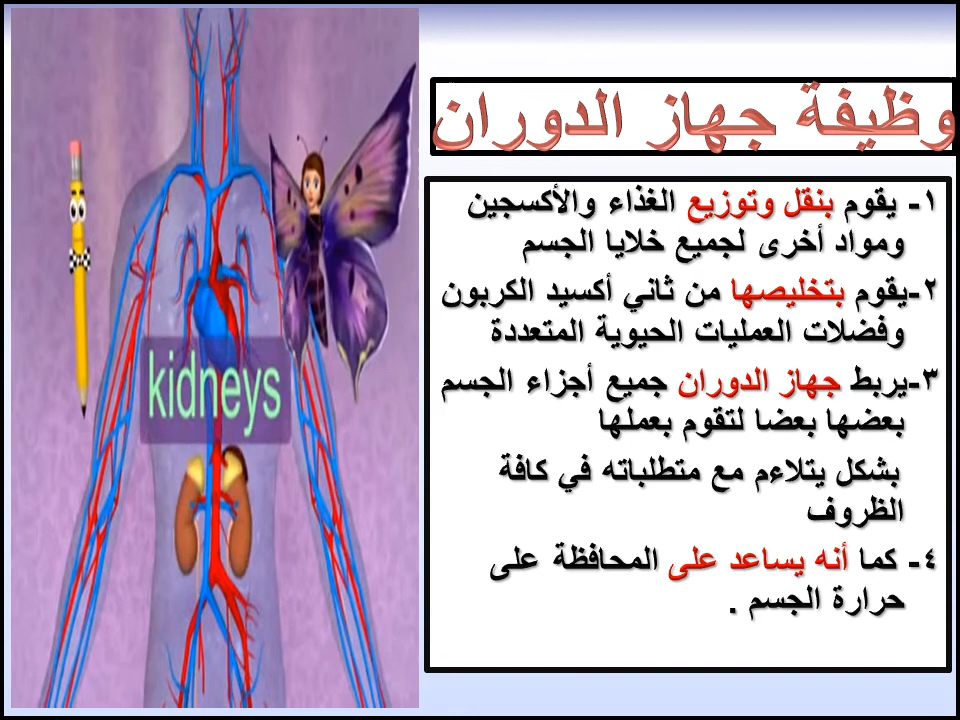 وظيفة جهاز الدوران
١- يقوم بنقل وتوزيع الغذاء والأكسجين
ومواد أخرى لجميع خلايا الجسم
٢-يقوم بتخليصها من ثاني أكسيد الكربون
وفضلات العمليات الحيوية المتعددة
٣-يربط جهاز الدوران جميع أجزاء الجسم
بعضها بعضا لتقوم بعملها
بشكل يتلاءم مع متطلباته في كافة
الظروف
٤- كما أنه يساعد على المحافظة على
حرارة الجسم .
kidneys